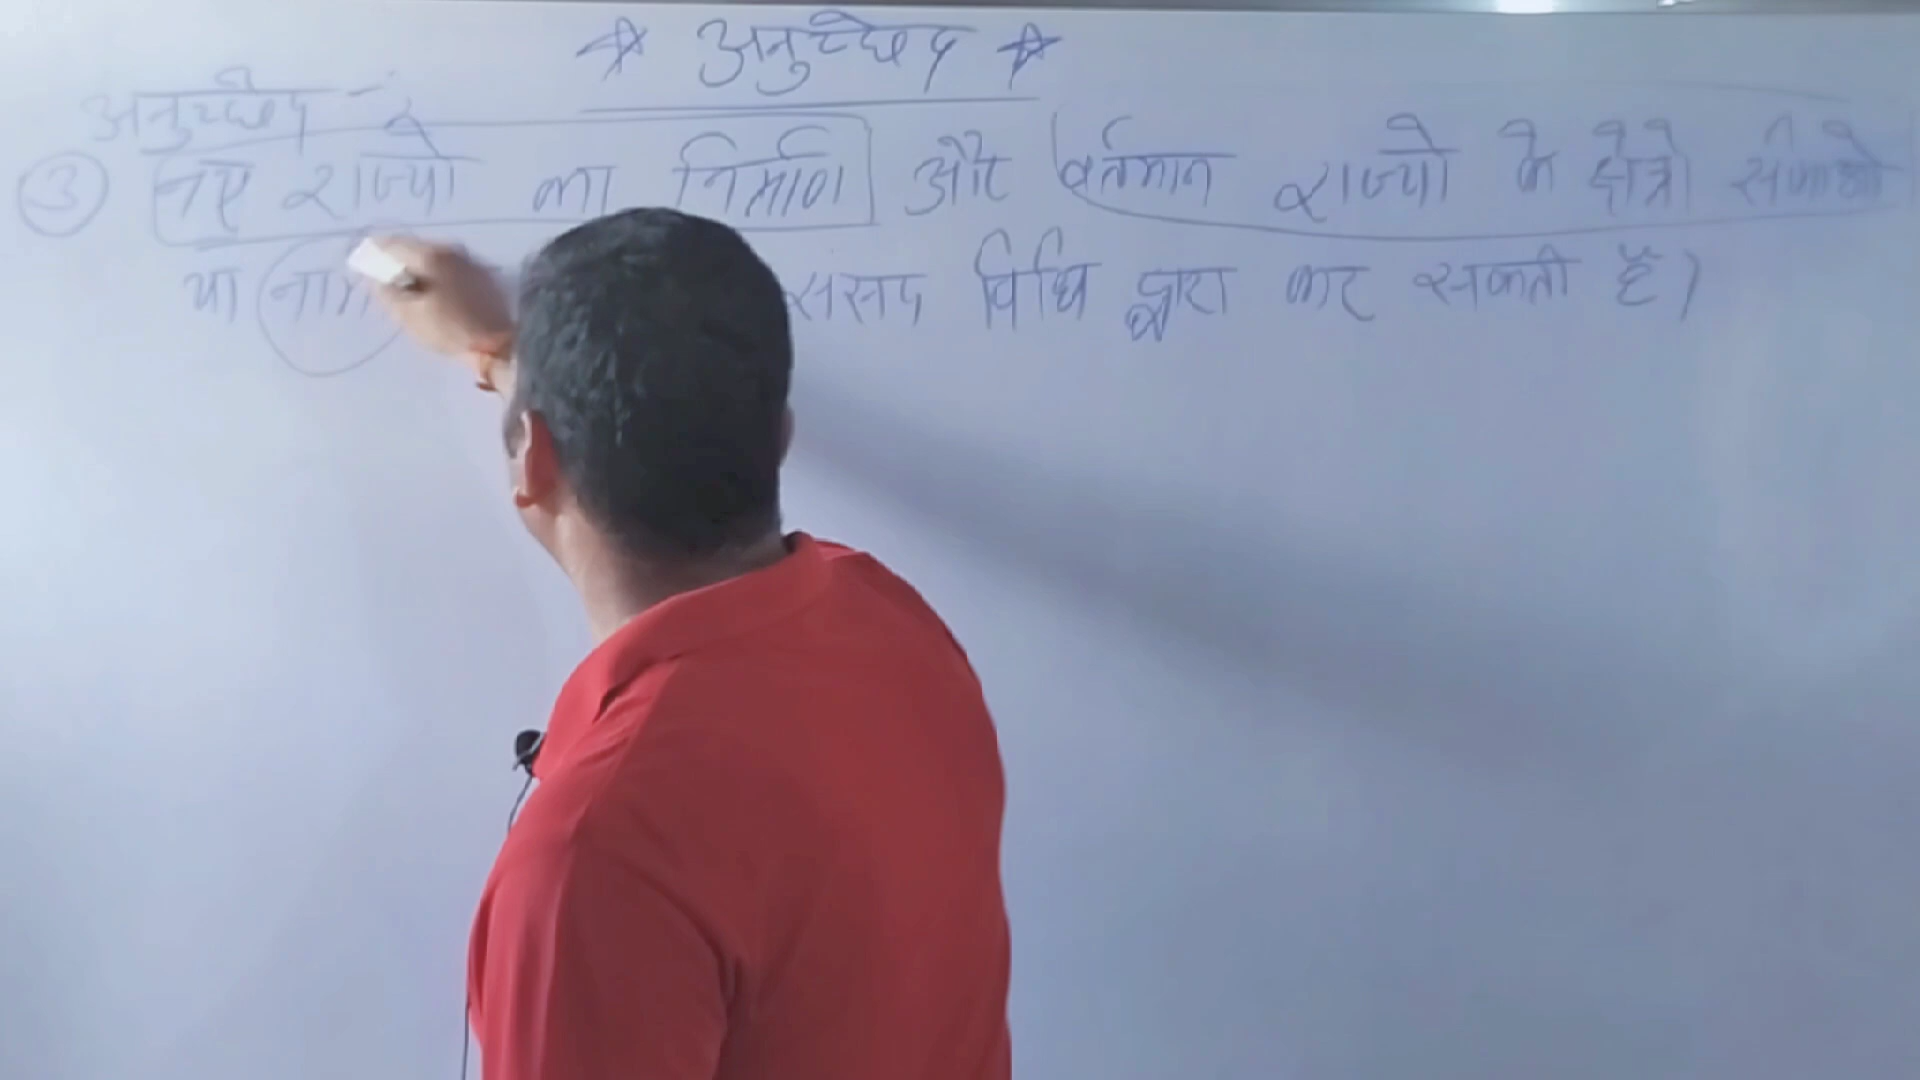 अनुच्छेद
अनुच्छेद -
3 नए राज्यो का निर्माण और वर्तमान राज्यो के क्षेत्रो सीमाओ
या नाम संसद विधि द्वारा कर सकती है।